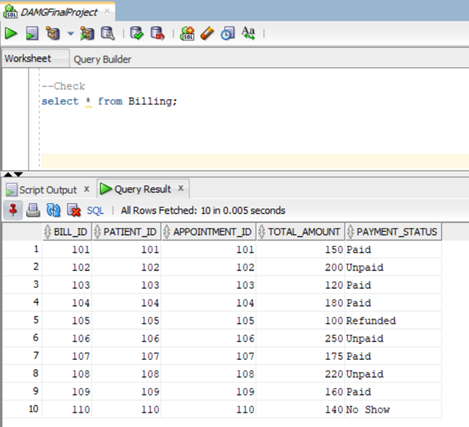 DAMGFinalProject
Worksheet Query Builder
--Check
select * from Billing;
Script Output x Query Result x
SQL | All Rows Fetched: 10 in 0.005 seconds
BILL_ID PATIENT_ID APPOINTMENT_ID TOTAL_AMOUNT PAYMENT_STATUS
1 101 101 101 150 Paid
2 102 102 102 200 Unpaid
3 103 103 103 120 Paid
4 104 104 104 180 Paid
5 105 105 105 100 Refunded
6 106 106 106 250 Unpaid
7 107 107 107 175 Paid
8 108 108 108 220 Unpaid
9 109 109 109 160 Paid
10 110 110 110 140 No Show